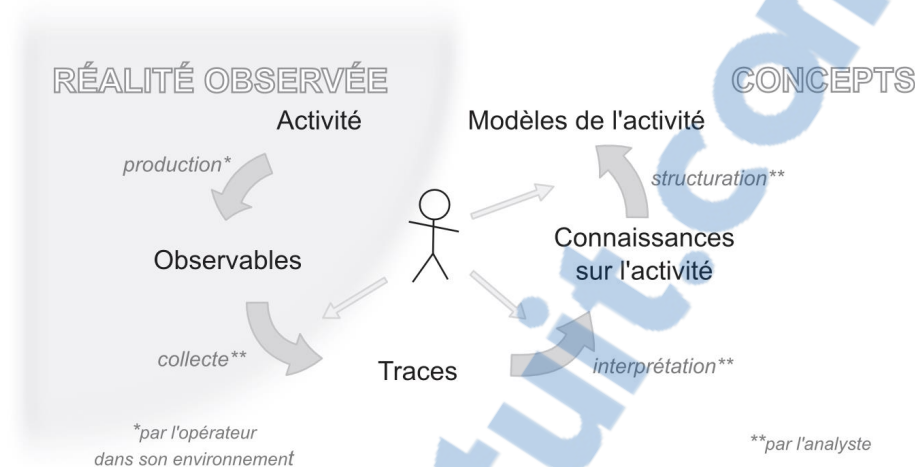 RÉALITÉ OBSERVÉE
CONCEPTS
Activité
Modèles de l'activité
production*
structuration**
Observables
Connaissances
sur l'activité
collecte**
Traces
interprétation**
*par l'opérateur
dans son environnement
**par l'analyste